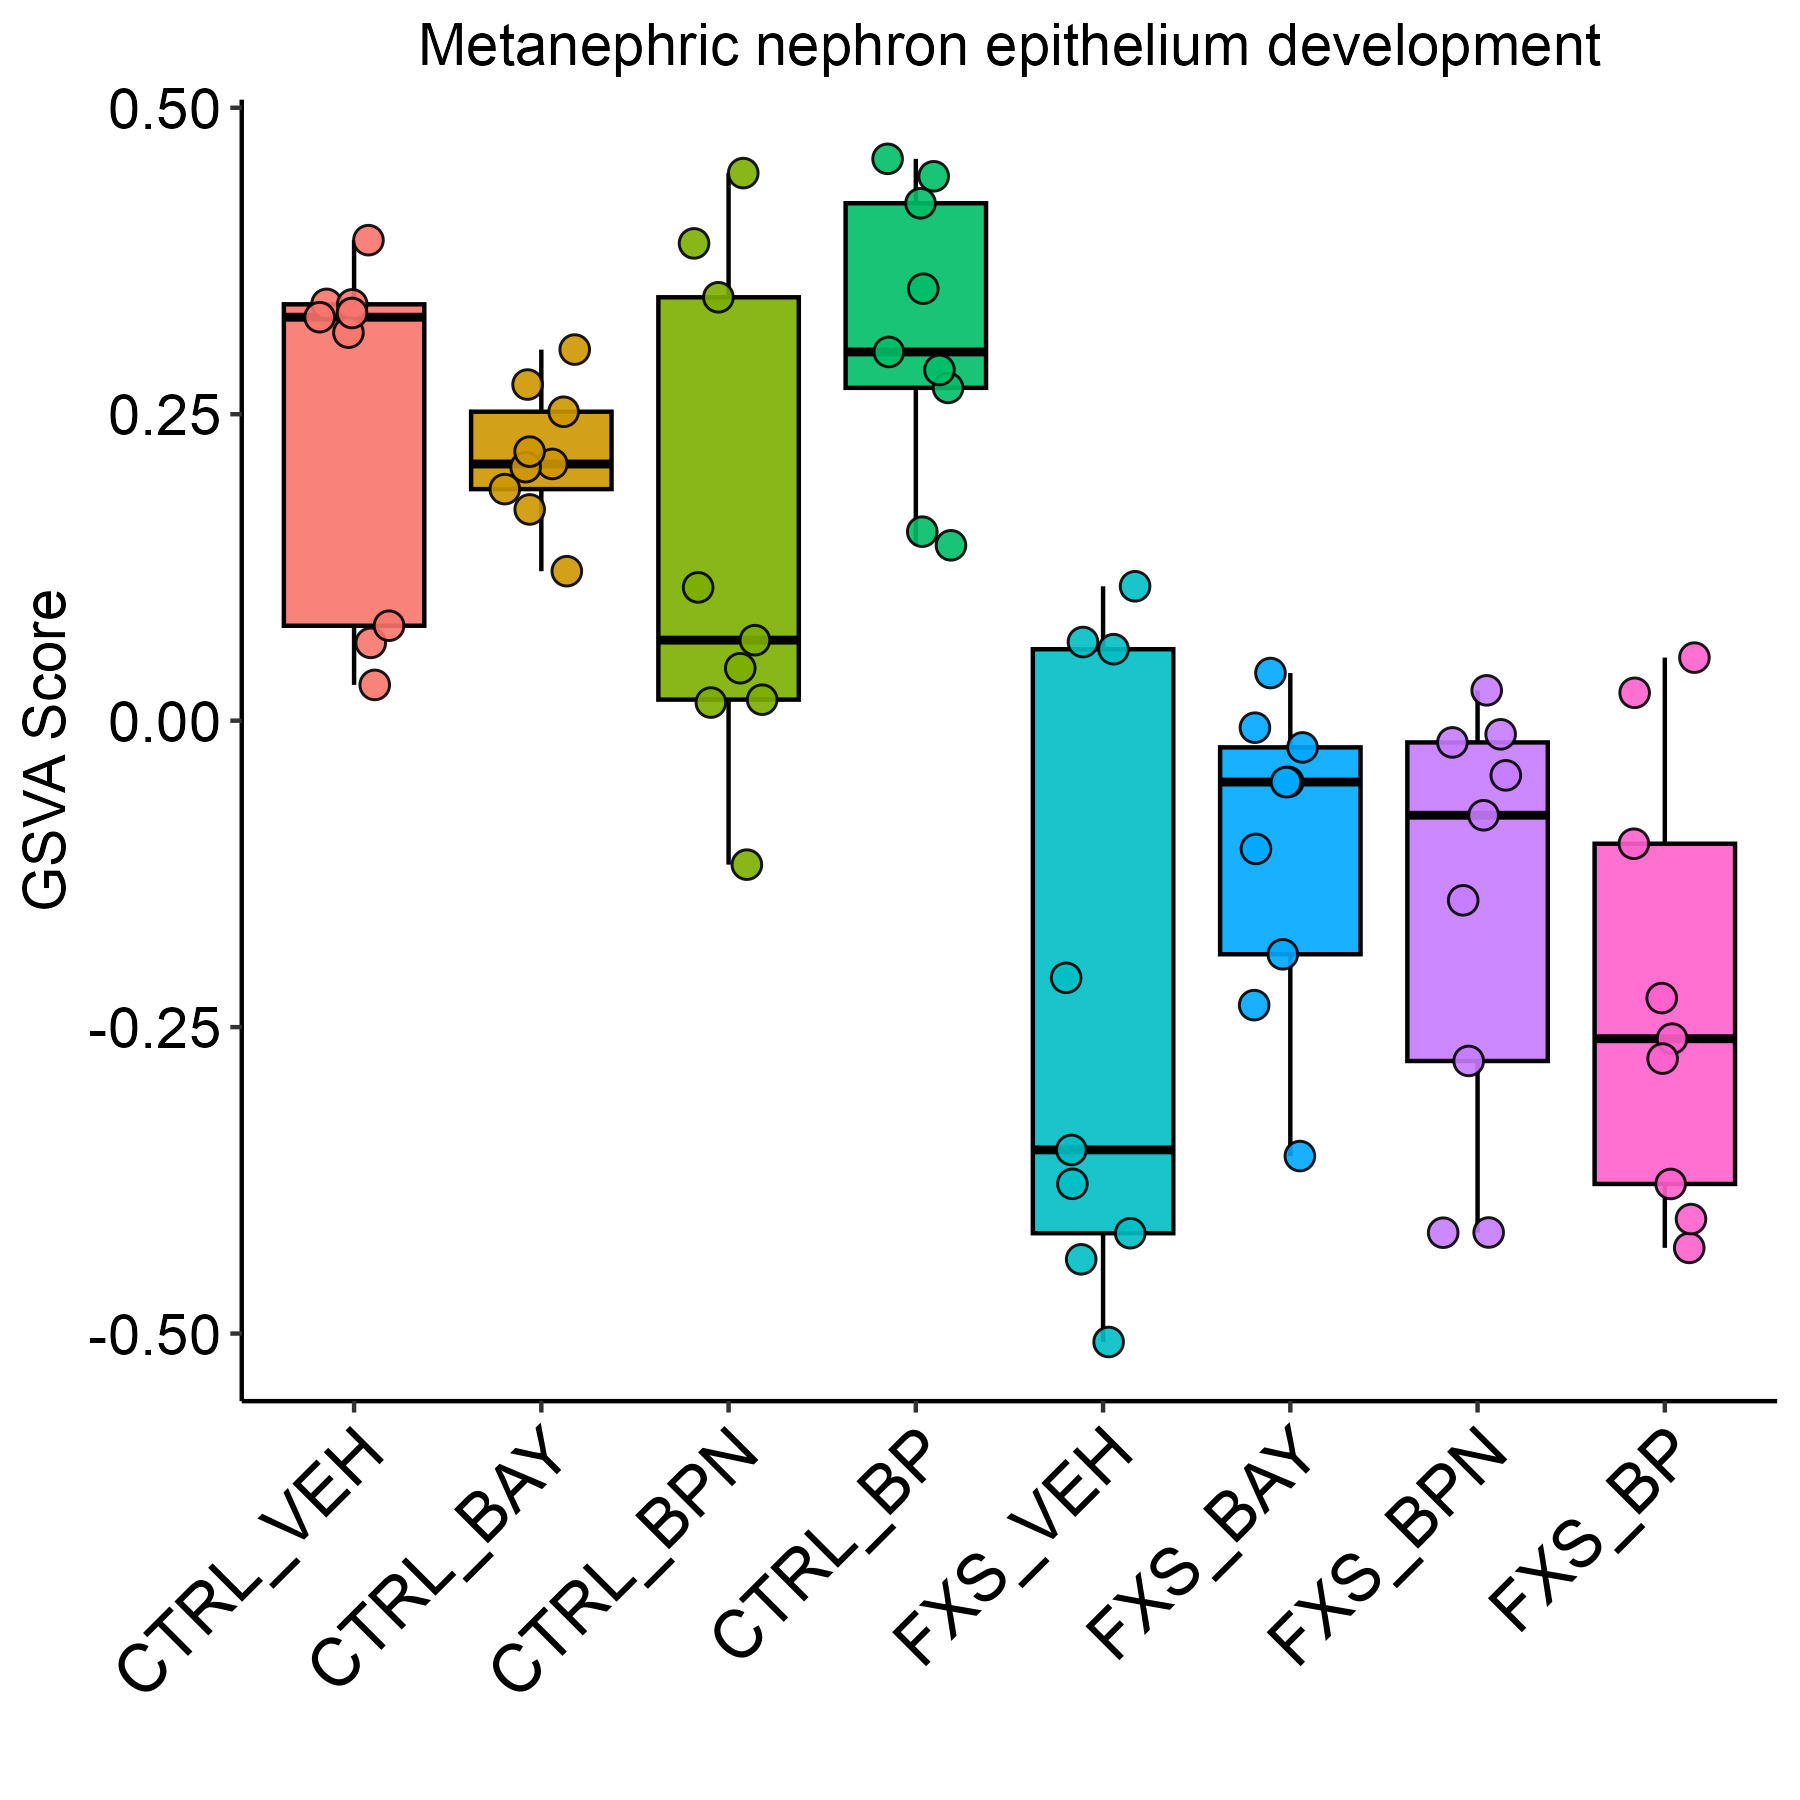 Metanephric nephron epithelium development
0.50
0.25
0.00
-0.25
-0.50
GSVA Score
CTRL_VEH
CTRL_BAY
CTRL_BPN
CTRL_BP
FXS_VEH
FXS_BAY
FXS_BPN
FXS_BP